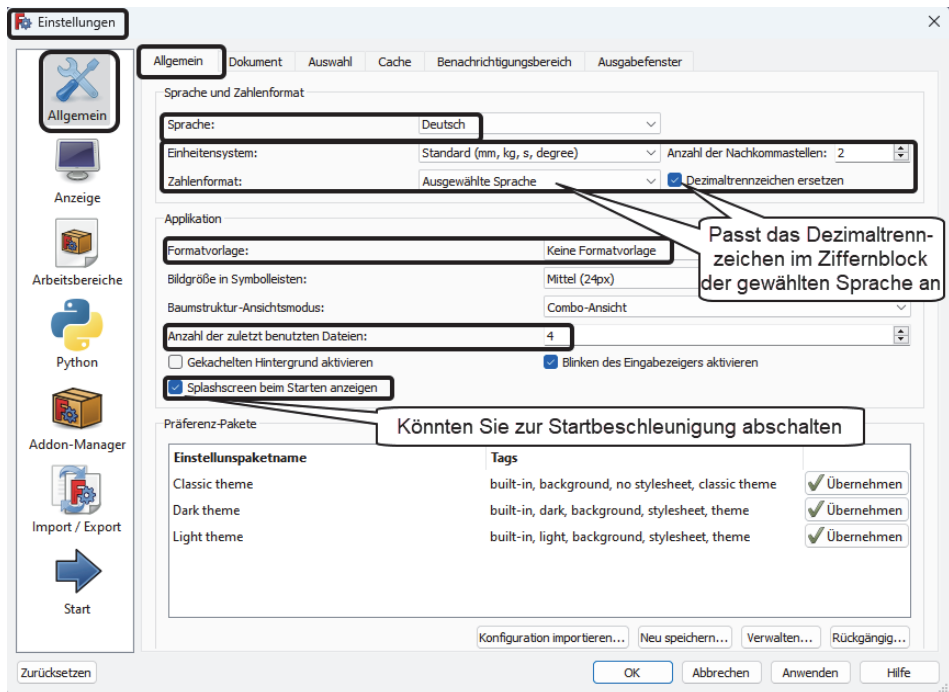 Einstellungen
Allgemein
Anzeige
Arbeitsbereiche
Python
Addon-Manager
Import / Export
Start
Allgemein Dokument Auswahl Cache Benachrichtigungsbereich Ausgabefenster
Sprache und Zahlenformat
Sprache: Deutsch
Einheitensystem: Standard (mm, kg, s, degree) Anzahl der Nachkommastellen: 2
Zahlenformat: Ausgewählte Sprache Dezimaltrennzeichen ersetzen
Passt das Dezimaltrenn-
zeichen im Ziffernblock
der gewählten Sprache an
Applikation
Formatvorlage: Keine Formatvorlage
Bildgröße in Symbolleisten: Mittel (24px)
Baumstruktur-Ansichtsmodus: Combo-Ansicht
Anzahl der zuletzt benutzten Dateien: 4
Gekachelten Hintergrund aktivieren Blinken des Eingabezeigers aktivieren
Splashscreen beim Starten anzeigen
Könnten Sie zur Startbeschleunigung abschalten
Präferenz-Pakete
Einstellunspaketname Tags
Classic theme built-in, background, no stylesheet, classic theme Übernehmen
Dark theme built-in, dark, background, stylesheet, theme Übernehmen
Light theme built-in, light, background, stylesheet, theme Übernehmen
Konfiguration importieren... Neu speichern... Verwalten... Rückgängig...
Zurücksetzen OK Abbrechen Anwenden Hilfe